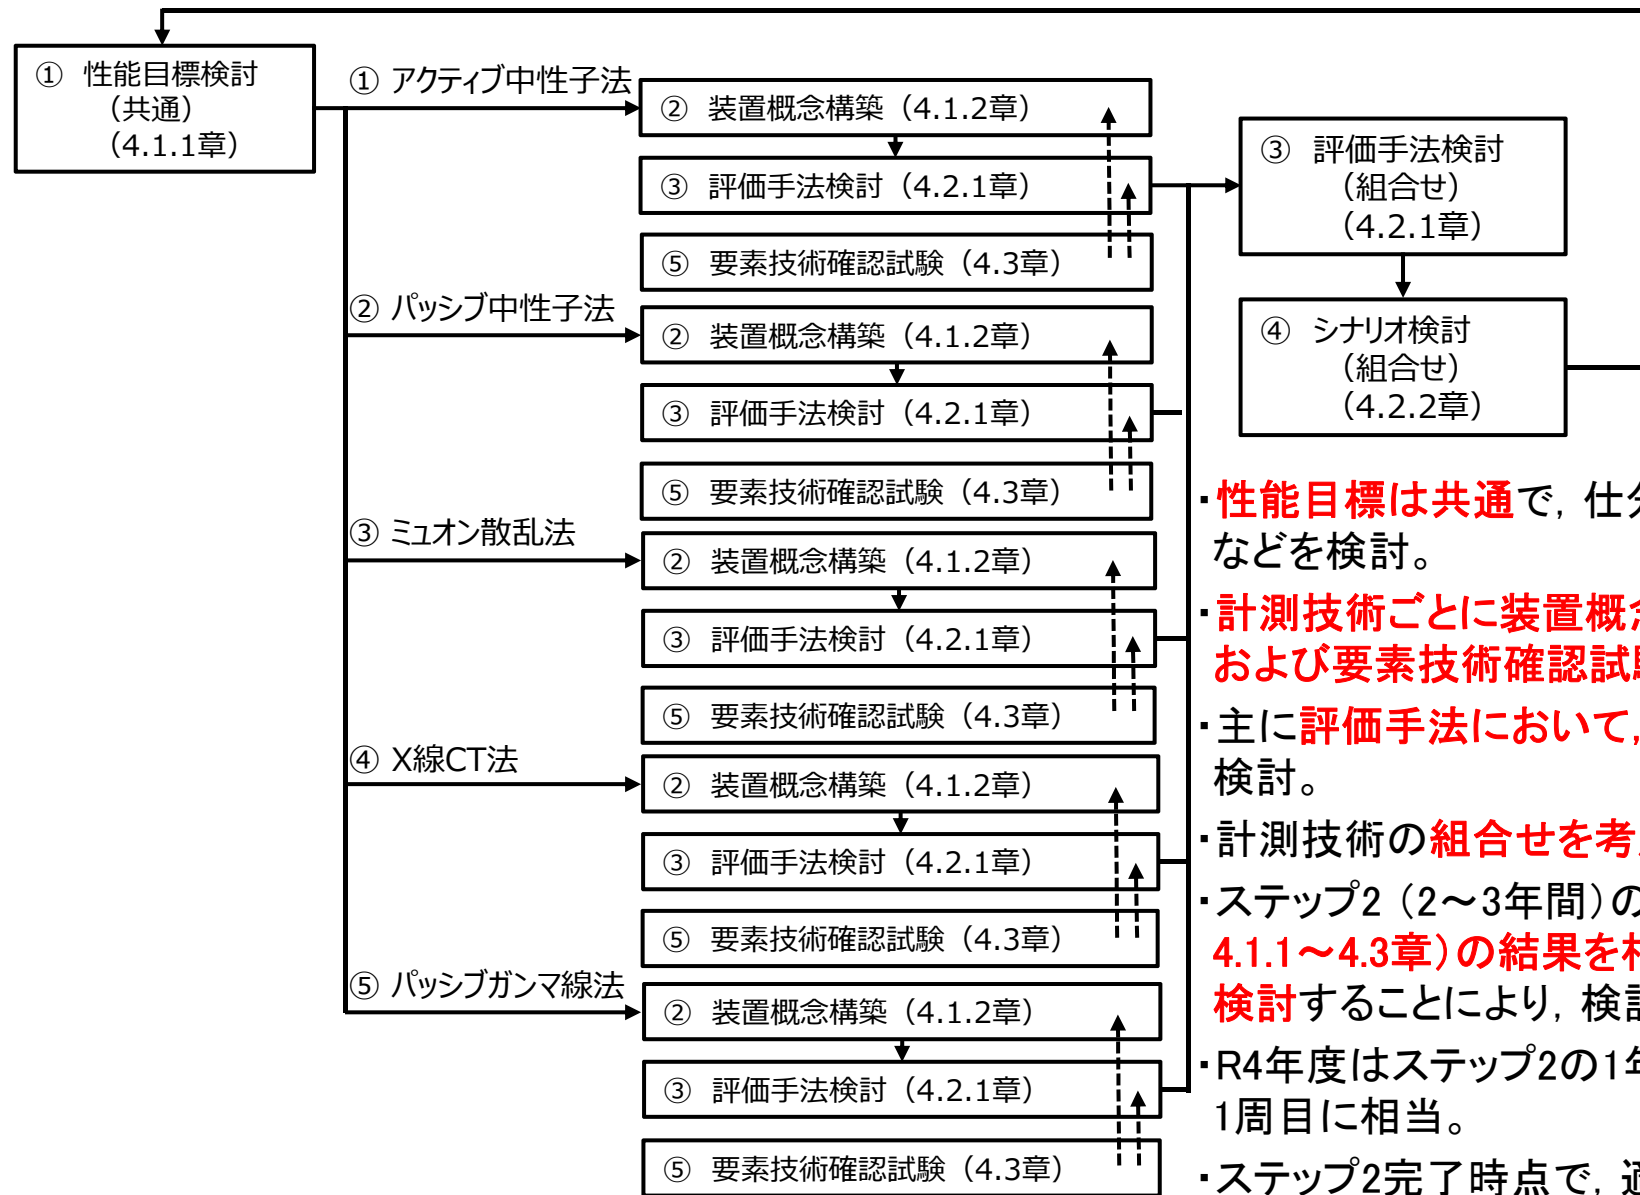 ① 性能目標検討
（共通）
（4.1.1章）
① アクティブ中性子法
② 装置概念構築（4.1.2章）
③ 評価手法検討（4.2.1章）
⑤ 要素技術確認試験（4.3章）
② パッシブ中性子法
② 装置概念構築（4.1.2章）
③ 評価手法検討（4.2.1章）
⑤ 要素技術確認試験（4.3章）
③ ミュオン散乱法
② 装置概念構築（4.1.2章）
③ 評価手法検討（4.2.1章）
⑤ 要素技術確認試験（4.3章）
④ X線CT法
② 装置概念構築（4.1.2章）
③ 評価手法検討（4.2.1章）
⑤ 要素技術確認試験（4.3章）
⑤ パッシブガンマ線法
② 装置概念構築（4.1.2章）
③ 評価手法検討（4.2.1章）
⑤ 要素技術確認試験（4.3章）
③ 評価手法検討
（組合せ）
（4.2.1章）
④ シナリオ検討
（組合せ）
（4.2.2章）
・性能目標は共通で，仕
などを検討。
・計測技術ごとに装置概
および要素技術確認試
・主に評価手法において，
検討。
・計測技術の組合せを考
・ステップ2（2～3年間）の
4.1.1～4.3章）の結果を
検討することにより，検
・R4年度はステップ2の1
1周目に相当。
・ステップ2完了時点で，